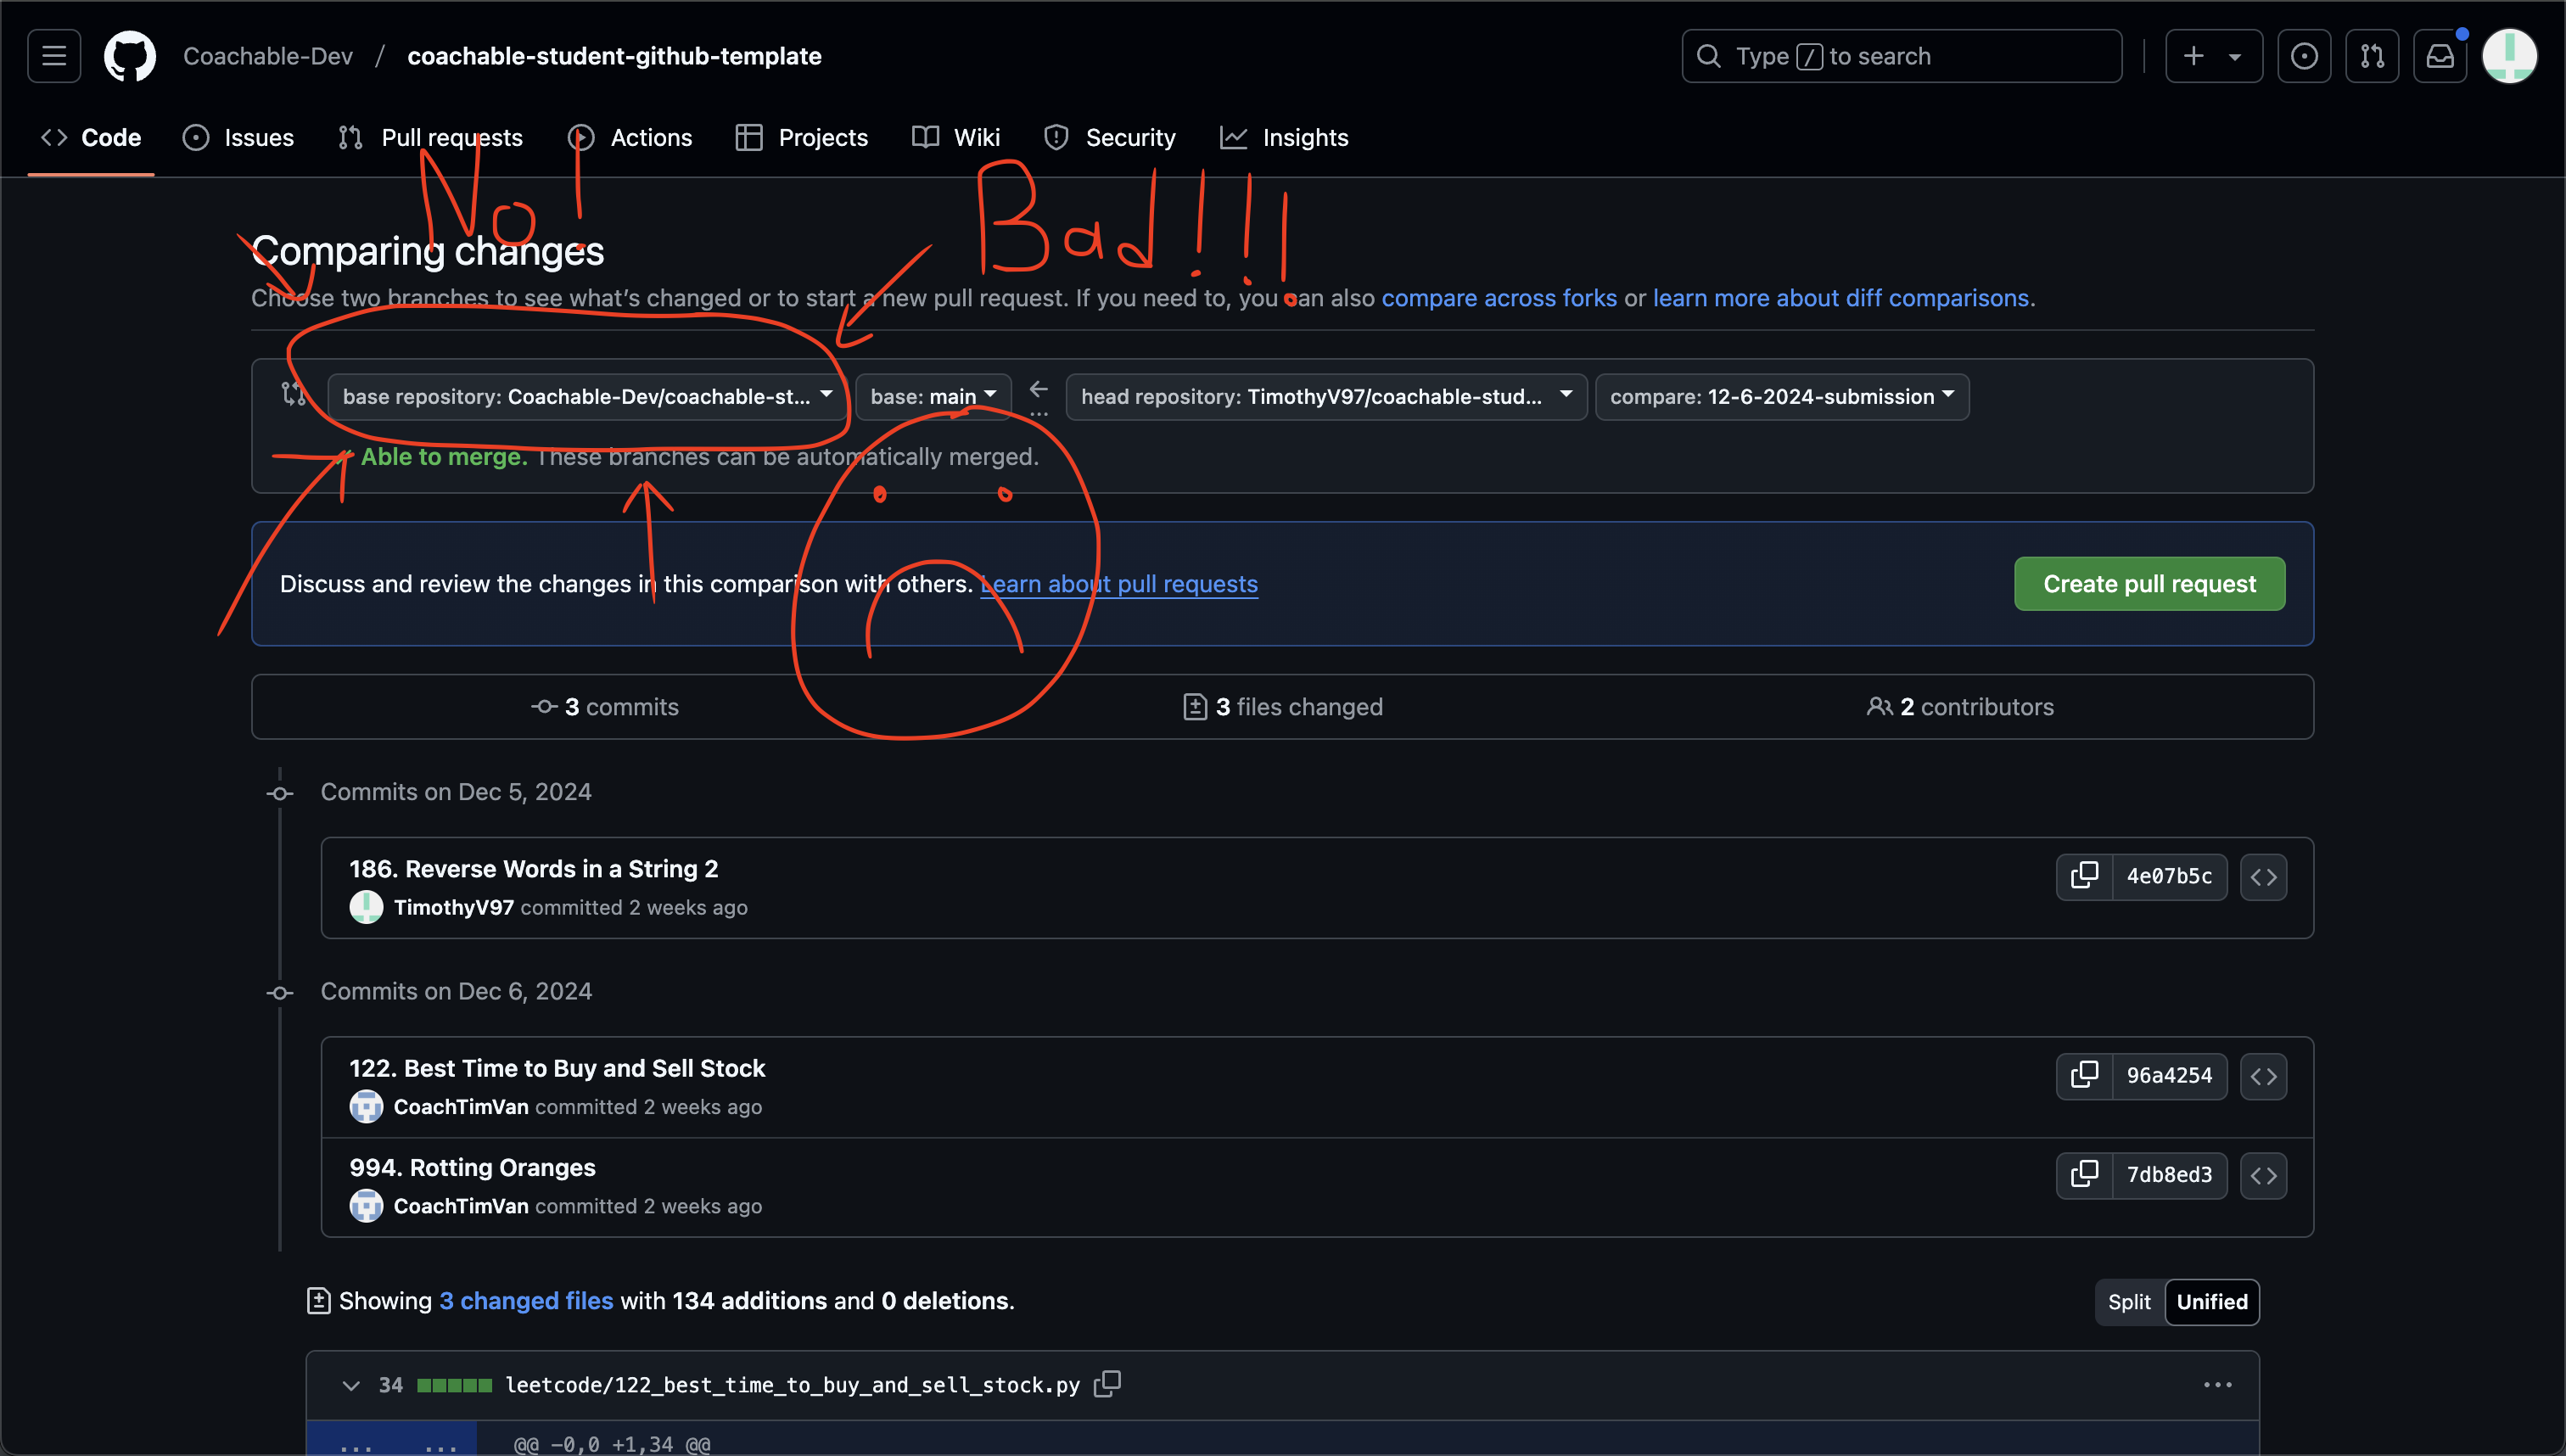 Coachable-Dev / coachable-student-github-template
Type / to search
Code Issues Pull requests Actions Projects Wiki Security Insights
No!
Bad!!!!
Comparing changes
Choose two branches to see what's changed or to start a new pull request. If you need to, you can also compare across forks or learn more about diff comparisons.
base repository: Coachable-Dev/coachable-st... base: main ... head repository: TimothyV97/coachable-stud... compare: 12-6-2024-submission
Able to merge. These branches can be automatically merged.
Discuss and review the changes in this comparison with others. Learn about pull requests
Create pull request
3 commits 3 files changed 2 contributors
Commits on Dec 5, 2024
186. Reverse Words in a String 2
4e07b5c
TimothyV97 committed 2 weeks ago
Commits on Dec 6, 2024
122. Best Time to Buy and Sell Stock
96a4254
CoachTimVan committed 2 weeks ago
994. Rotting Oranges
7db8ed3
CoachTimVan committed 2 weeks ago
Showing 3 changed files with 134 additions and 0 deletions.
Split Unified
34 leetcode/122_best_time_to_buy_and_sell_stock.py
... ... @@ -0,0 +1,34 @@